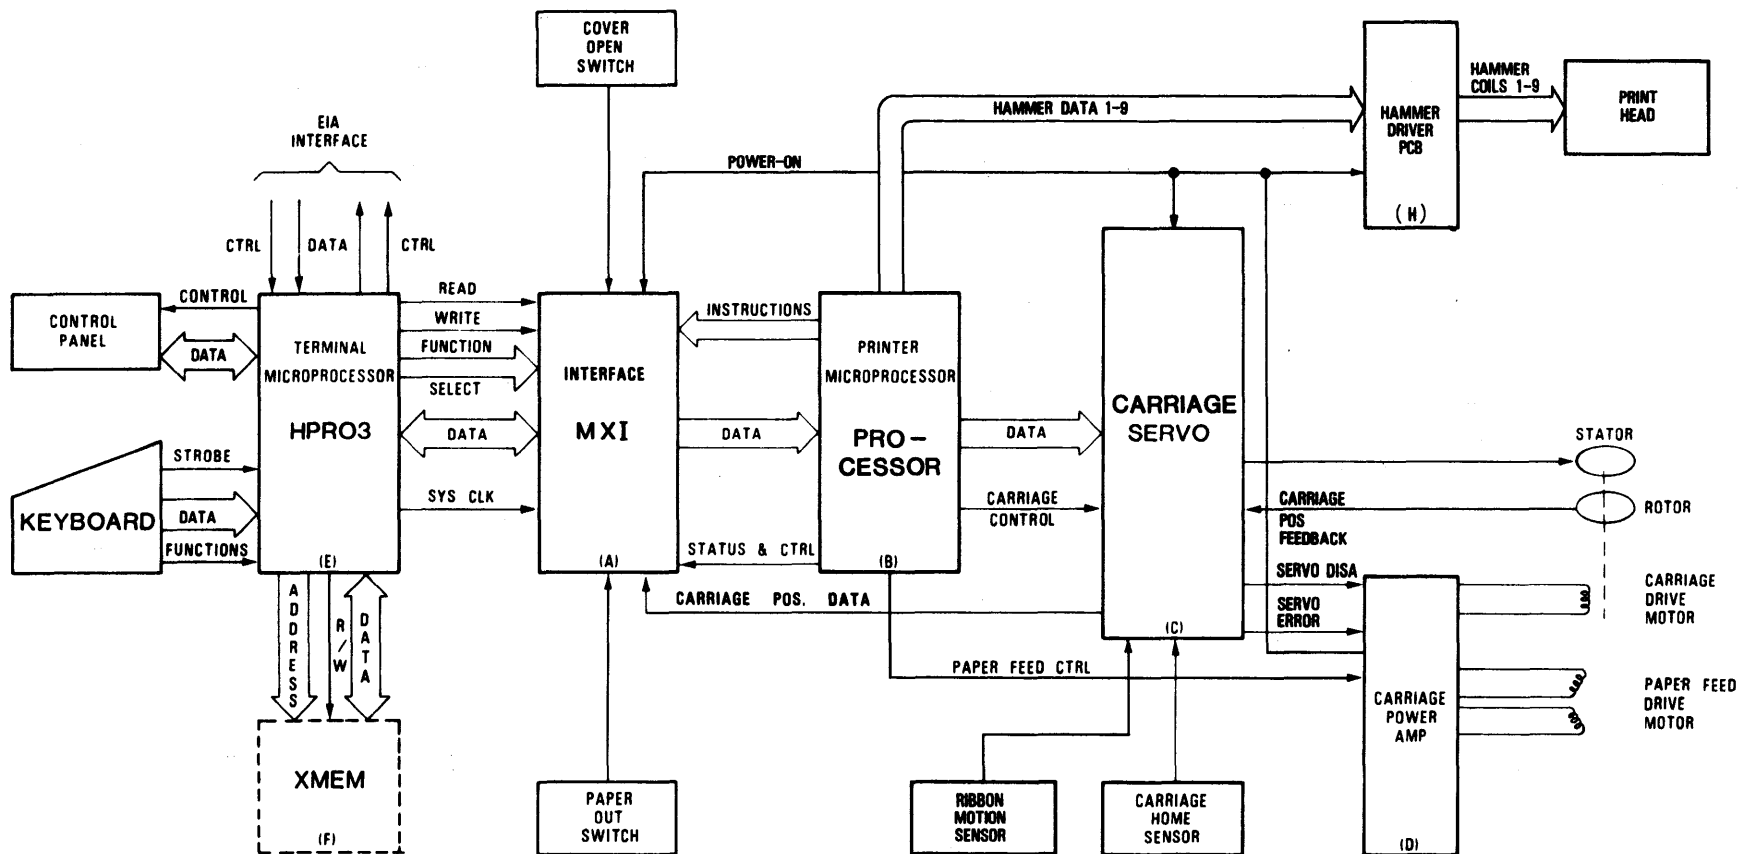 COVER
OPEN
SWITCH
HAMMER
COILS 1-9
PRINT
HEAD
HAMMER DATA 1-9
HAMMER
DRIVER
PCB
(H)
EIA
INTERFACE
POWER-ON
CTRL
DATA
CTRL
CONTROL
CONTROL
PANEL
DATA
TERMINAL
MICROPROCESSOR
HPRO3
(E)
READ
WRITE
FUNCTION
SELECT
DATA
SYS CLK
INTERFACE
MXI
(A)
INSTRUCTIONS
DATA
STATUS & CTRL
CARRIAGE POS. DATA
PRINTER
MICROPROCESSOR
PRO-
CESSOR
(B)
DATA
CARRIAGE
CONTROL
CARRIAGE
SERVO
(C)
STATOR
CARRIAGE
POS
FEEDBACK
ROTOR
SERVO DISA
SERVO
ERROR
CARRIAGE
DRIVE
MOTOR
KEYBOARD
STROBE
DATA
FUNCTIONS
ADDRESS
R/W
DATA
XMEM
(F)
PAPER FEED CTRL
CARRIAGE
POWER
AMP
(D)
PAPER FEED
DRIVE
MOTOR
PAPER
OUT
SWITCH
RIBBON
MOTION
SENSOR
CARRIAGE
HOME
SENSOR